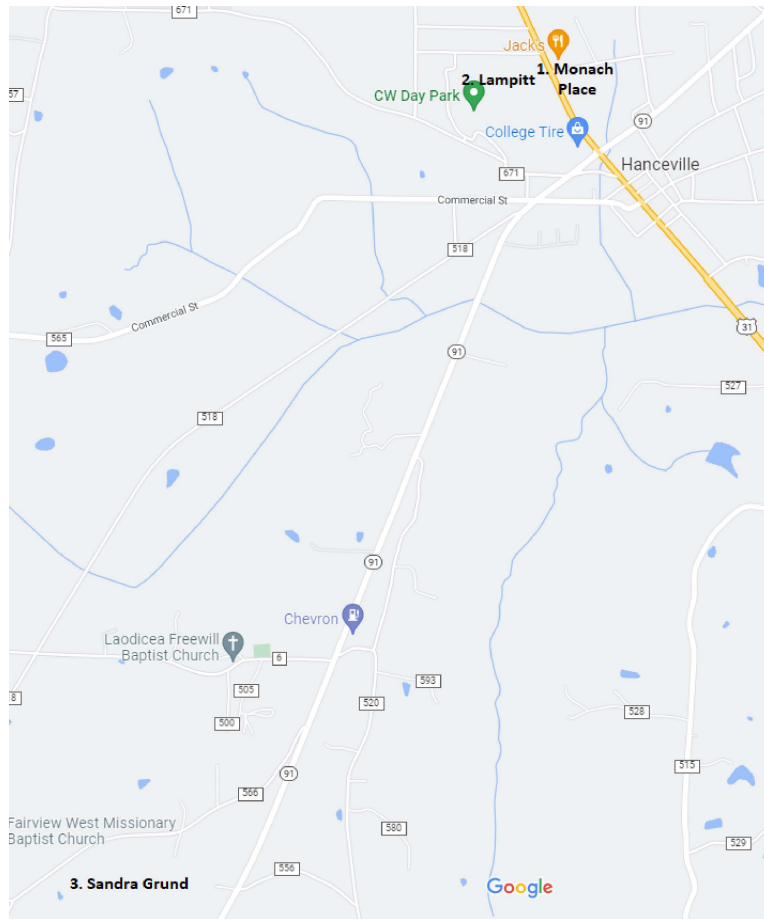 671
Jack's
1. Monach
Place
2. Lampitt
CW Day Park
57
College Tire
91
Hanceville
671
Commercial St
518
Commercial St
31
565
91
527
518
91
Chevron
Laodicea Freewill
Baptist Church
6
505
593
8
500
520
528
515
91
566
580
Fairview West Missionary
Baptist Church
529
556
3. Sandra Grund
Google